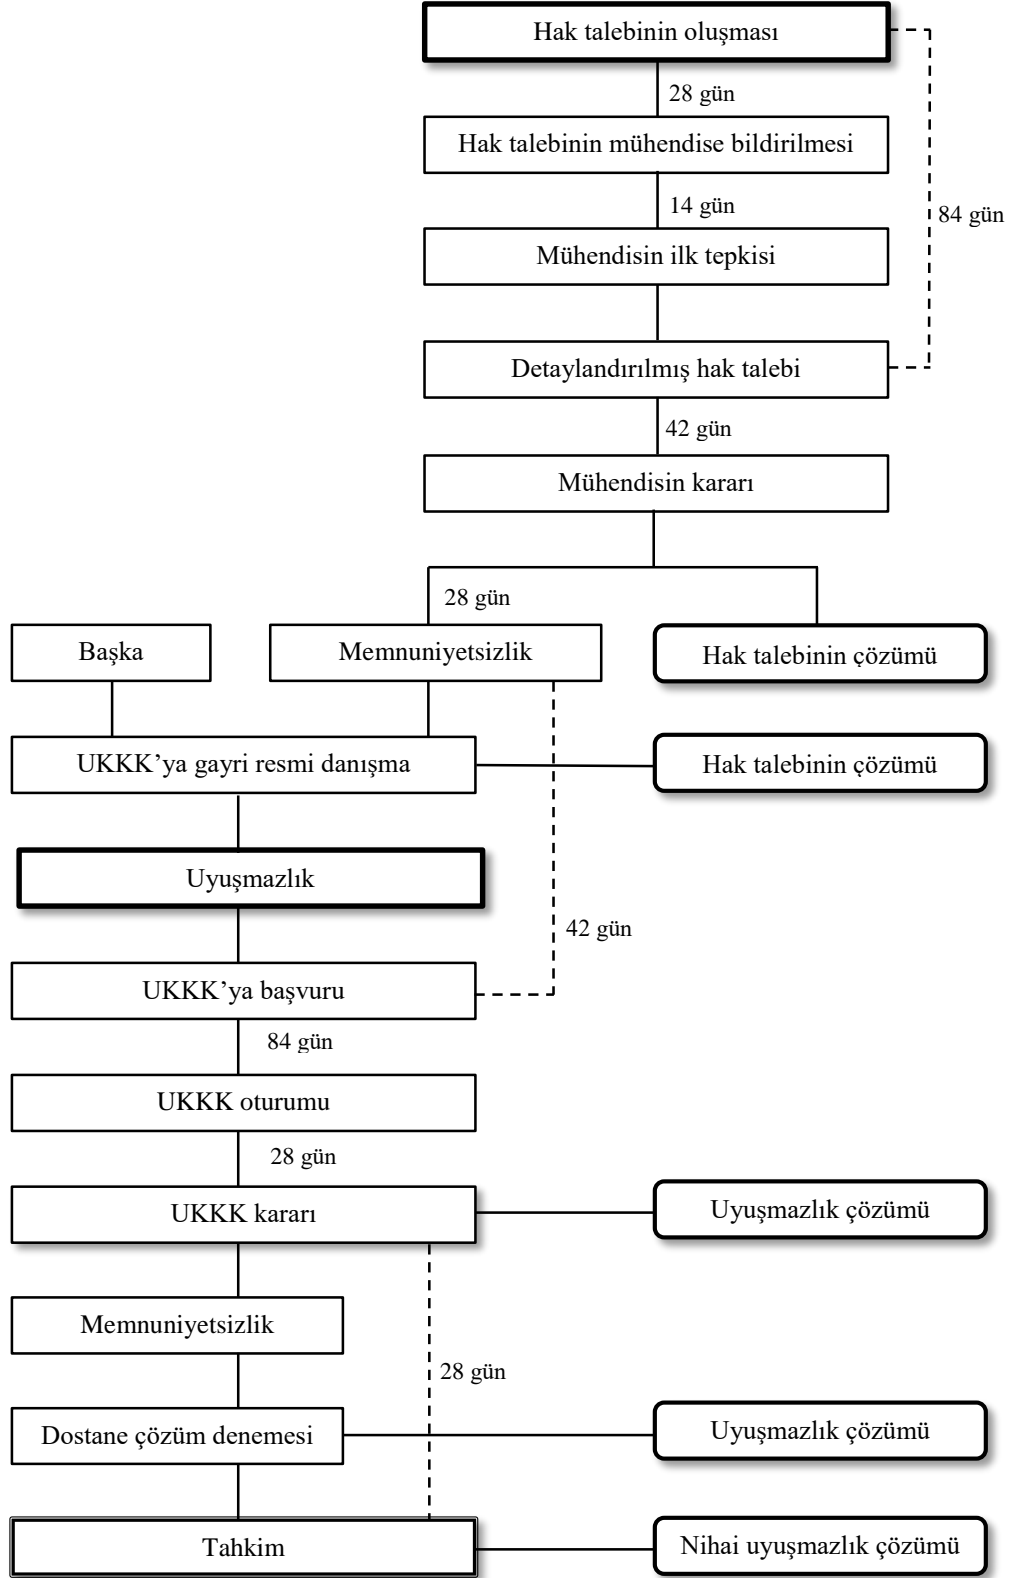 Hak talebinin oluşması
28 gün
Hak talebinin mühendise bildirilmesi
14 gün
84 gün
Mühendisin ilk tepkisi
Detaylandırılmış hak talebi
42 gün
Mühendisin kararı
28 gün
Başka
Memnuniyetsizlik
Hak talebinin çözümü
UKKK’ya gayri resmi danışma
Hak talebinin çözümü
Uyuşmazlık
42 gün
UKKK’ya başvuru
84 gün
UKKK oturumu
28 gün
UKKK kararı
Uyuşmazlık çözümü
Memnuniyetsizlik
28 gün
Dostane çözüm denemesi
Uyuşmazlık çözümü
Tahkim
Nihai uyuşmazlık çözümü